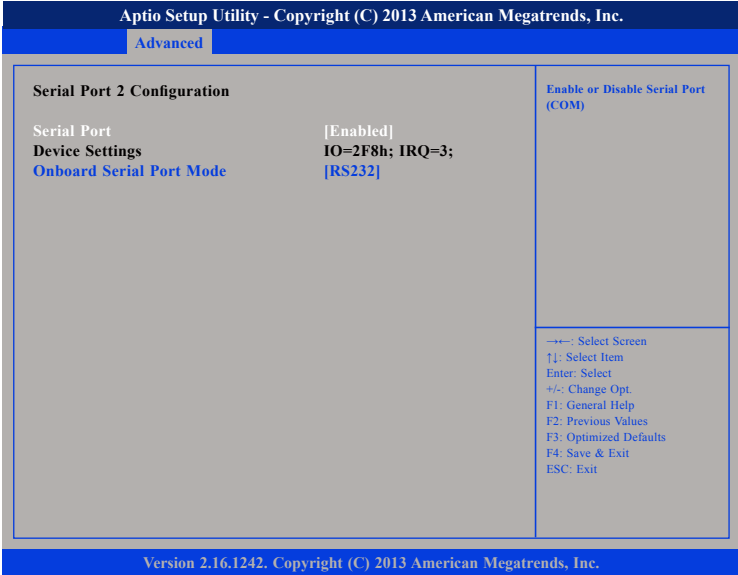 Aptio Setup Utility - Copyright (C) 2013 American Megatrends, Inc.
Advanced
Serial Port 2 Configuration
Serial Port [Enabled]
Device Settings IO=2F8h; IRQ=3;
Onboard Serial Port Mode [RS232]
Enable or Disable Serial Port
(COM)
→←: Select Screen
↑↓: Select Item
Enter: Select
+/-: Change Opt.
F1: General Help
F2: Previous Values
F3: Optimized Defaults
F4: Save & Exit
ESC: Exit
Version 2.16.1242. Copyright (C) 2013 American Megatrends, Inc.